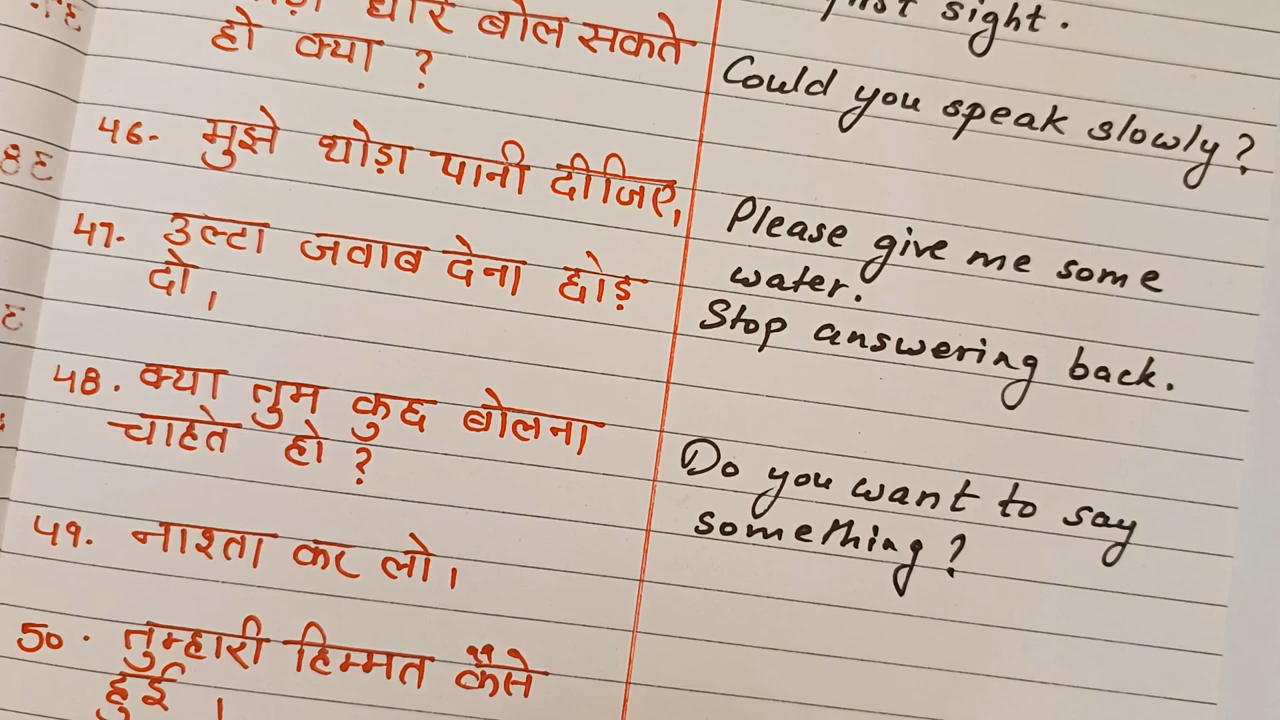 धीरे बोल सकते
हो क्या ?
46. मुझे थोड़ा पानी दीजिए,
47. उल्टा जवाब देना छोड़
दो ,
48. क्या तुम कुछ बोलना
चाहते हो ?
49. नाश्ता कर लो ।
50. तुम्हारी हिम्मत कैसे
हुई ।
sight.
Could you speak slowly?
Please give me some
water.
Stop answering back.
Do you want to say
something ?